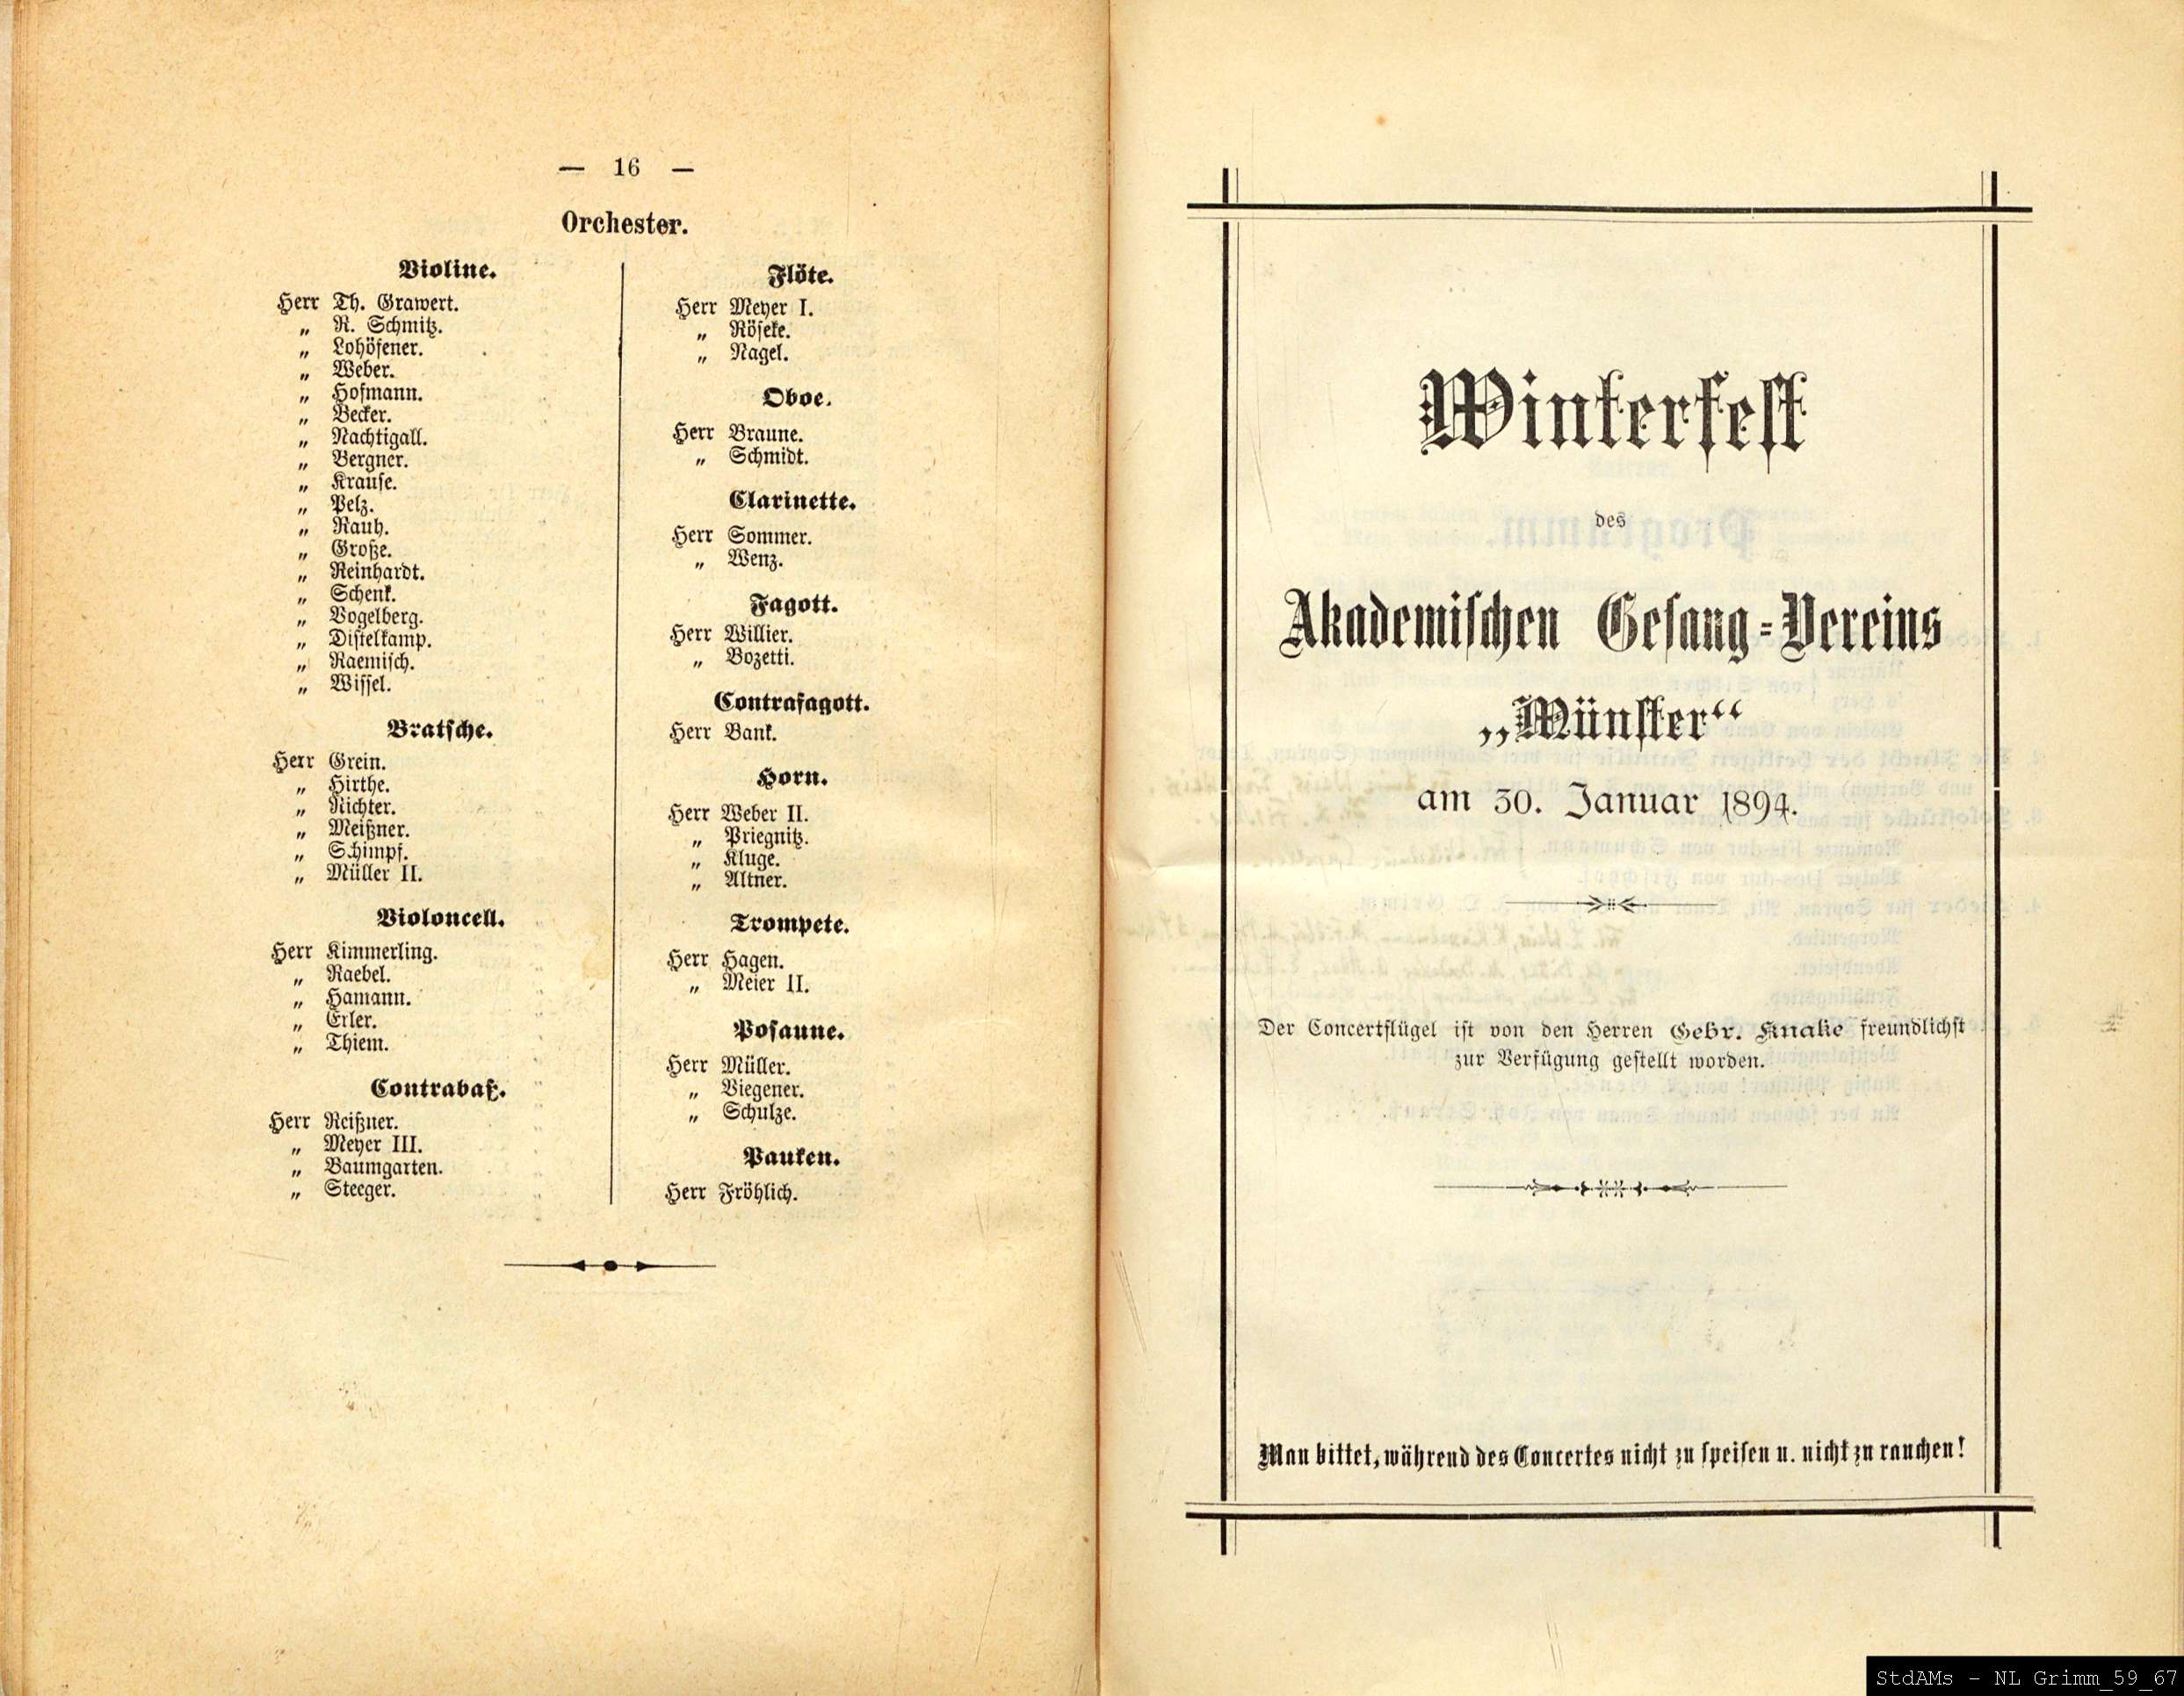 — 16 —
Orchester.
Violine.
Herr Th. Grawert.
„ R. Schmitz.
„ Lohöfener.
„ Weber.
„ Hofmann.
„ Becker.
„ Nachtigall.
„ Bergner.
„ Krause.
„ Pelz.
„ Rauh.
„ Große.
„ Reinhardt.
„ Schenk.
„ Vogelberg.
„ Distelkamp.
„ Raemisch.
„ Wissel.
Bratsche.
Herr Grein.
„ Hirthe.
„ Richter.
„ Meißner.
„ Schimpf.
„ Müller II.
Violoncell.
Herr Kimmerling.
„ Raebel.
„ Hamann.
„ Erler.
„ Thiem.
Contrabaß.
Herr Reißner.
„ Meyer III.
„ Baumgarten.
„ Steeger.
Flöte.
Herr Meyer I.
„ Röseke.
„ Nagel.
Oboe.
Herr Braune.
„ Schmidt.
Clarinette.
Herr Sommer.
„ Wenz.
Fagott.
Herr Willier.
„ Bozetti.
Contrafagott.
Herr Bank.
Horn.
Herr Weber II.
„ Priegnitz.
„ Kluge.
„ Altner.
Trompete.
Herr Hagen.
„ Meier II.
Posaune.
Herr Müller.
„ Viegener.
„ Schulze.
Pauken.
Herr Fröhlich.
Winterfest
des
Akademischen Gesang-Vereins
„Münster“
am 30. Januar 1894.
Der Concertflügel ist von den Herren Gebr. Knake freundlichst
zur Verfügung gestellt worden.
Man bittet, während des Concertes nicht zu speisen u. nicht zu rauchen!
StdAMs - NL Grimm_59_67